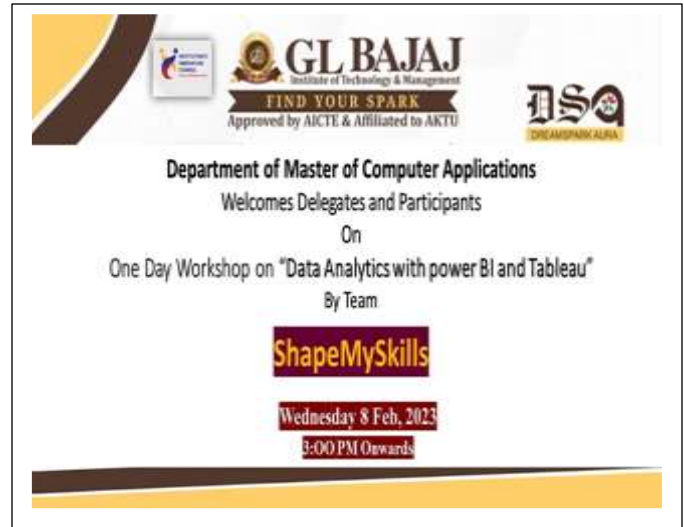 GL BAJAJ
Institute of Technology & Management
FIND YOUR SPARK
Approved by AICTE & Affiliated to AKTU
DSA
DREAMSPARK AURA
Department of Master of Computer Applications
Welcomes Delegates and Participants
On
One Day Workshop on “Data Analytics with power BI and Tableau”
By Team
ShapeMySkills
Wednesday 8 Feb, 2023
3:OO PM Onwards